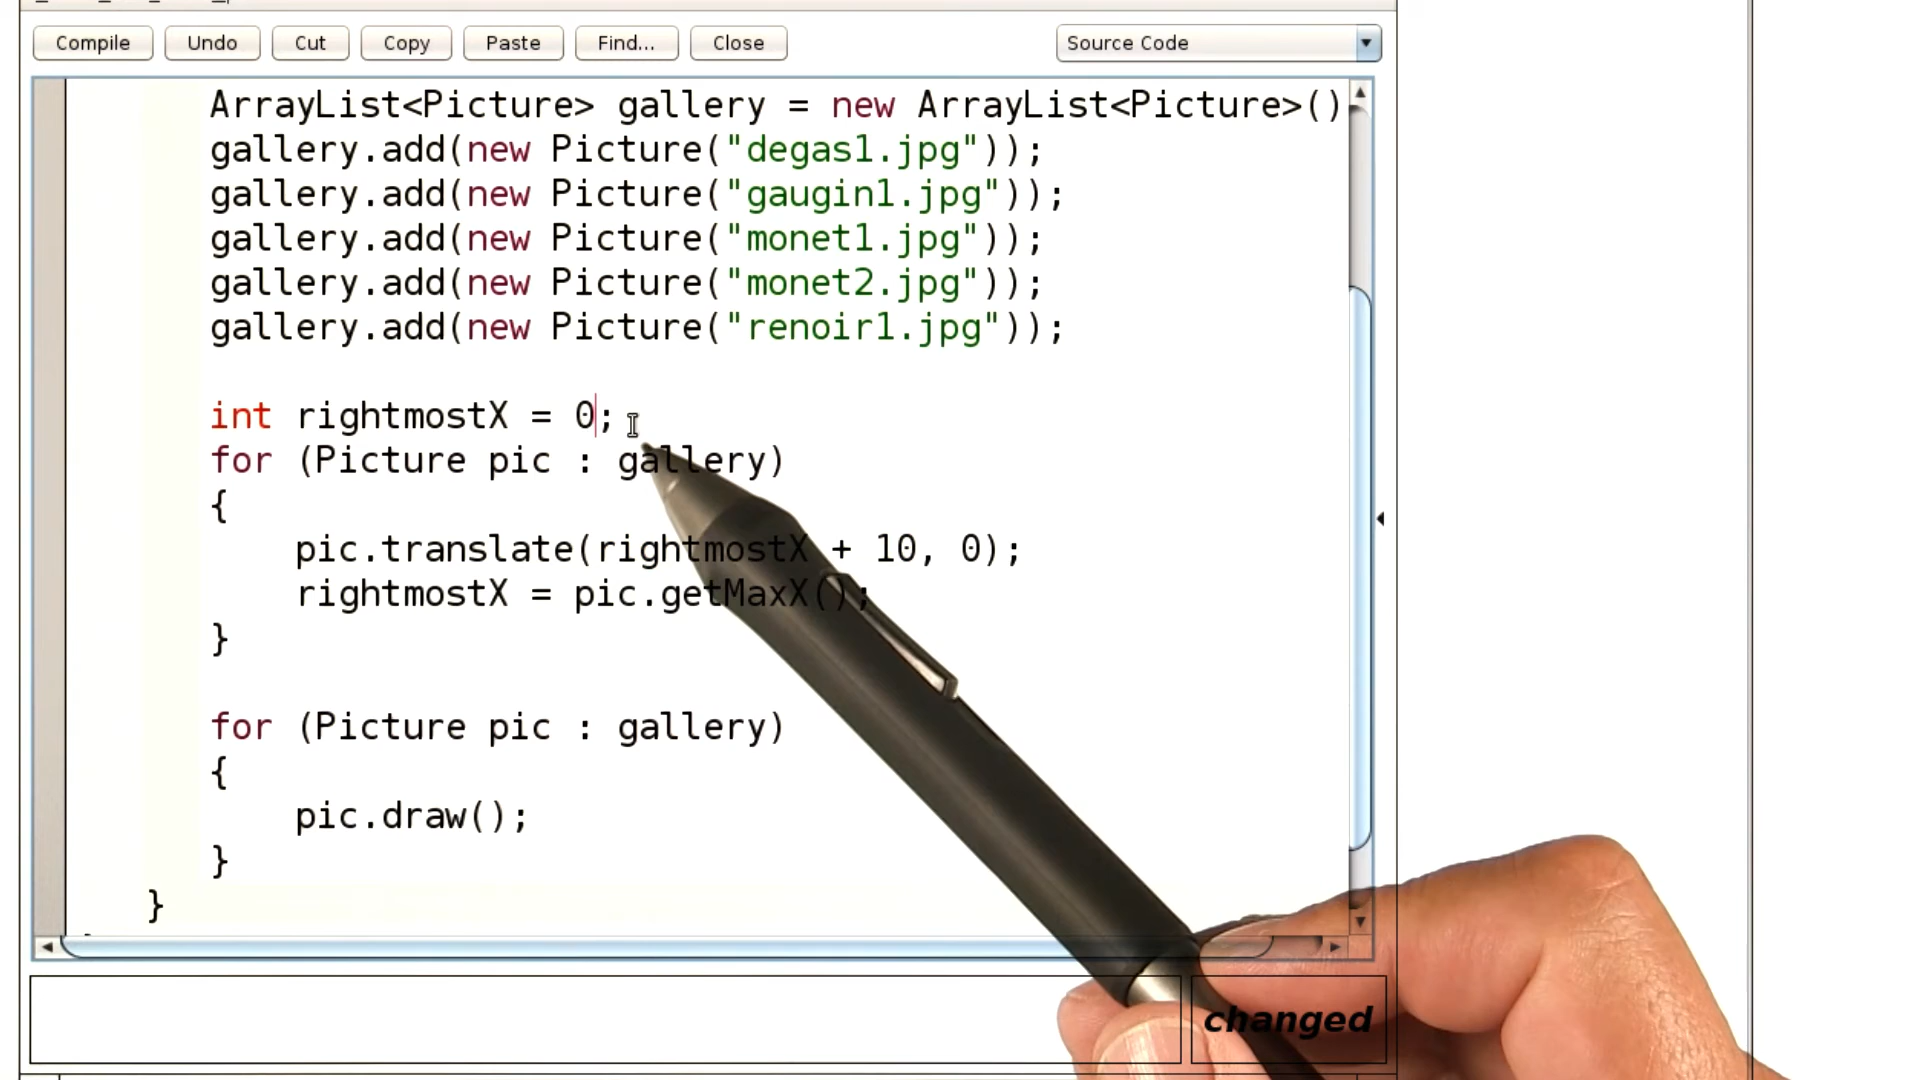 Compile Undo Cut Copy Paste Find... Close Source Code
ArrayList<Picture> gallery = new ArrayList<Picture>()
gallery.add(new Picture("degas1.jpg"));
gallery.add(new Picture("gaugin1.jpg"));
gallery.add(new Picture("monet1.jpg"));
gallery.add(new Picture("monet2.jpg"));
gallery.add(new Picture("renoir1.jpg"));
int rightmostX = 0;
for (Picture pic : gallery)
{
pic.translate(rightmostX + 10, 0);
rightmostX = pic.getMaxX();
}
for (Picture pic : gallery)
{
pic.draw();
}
}
changed